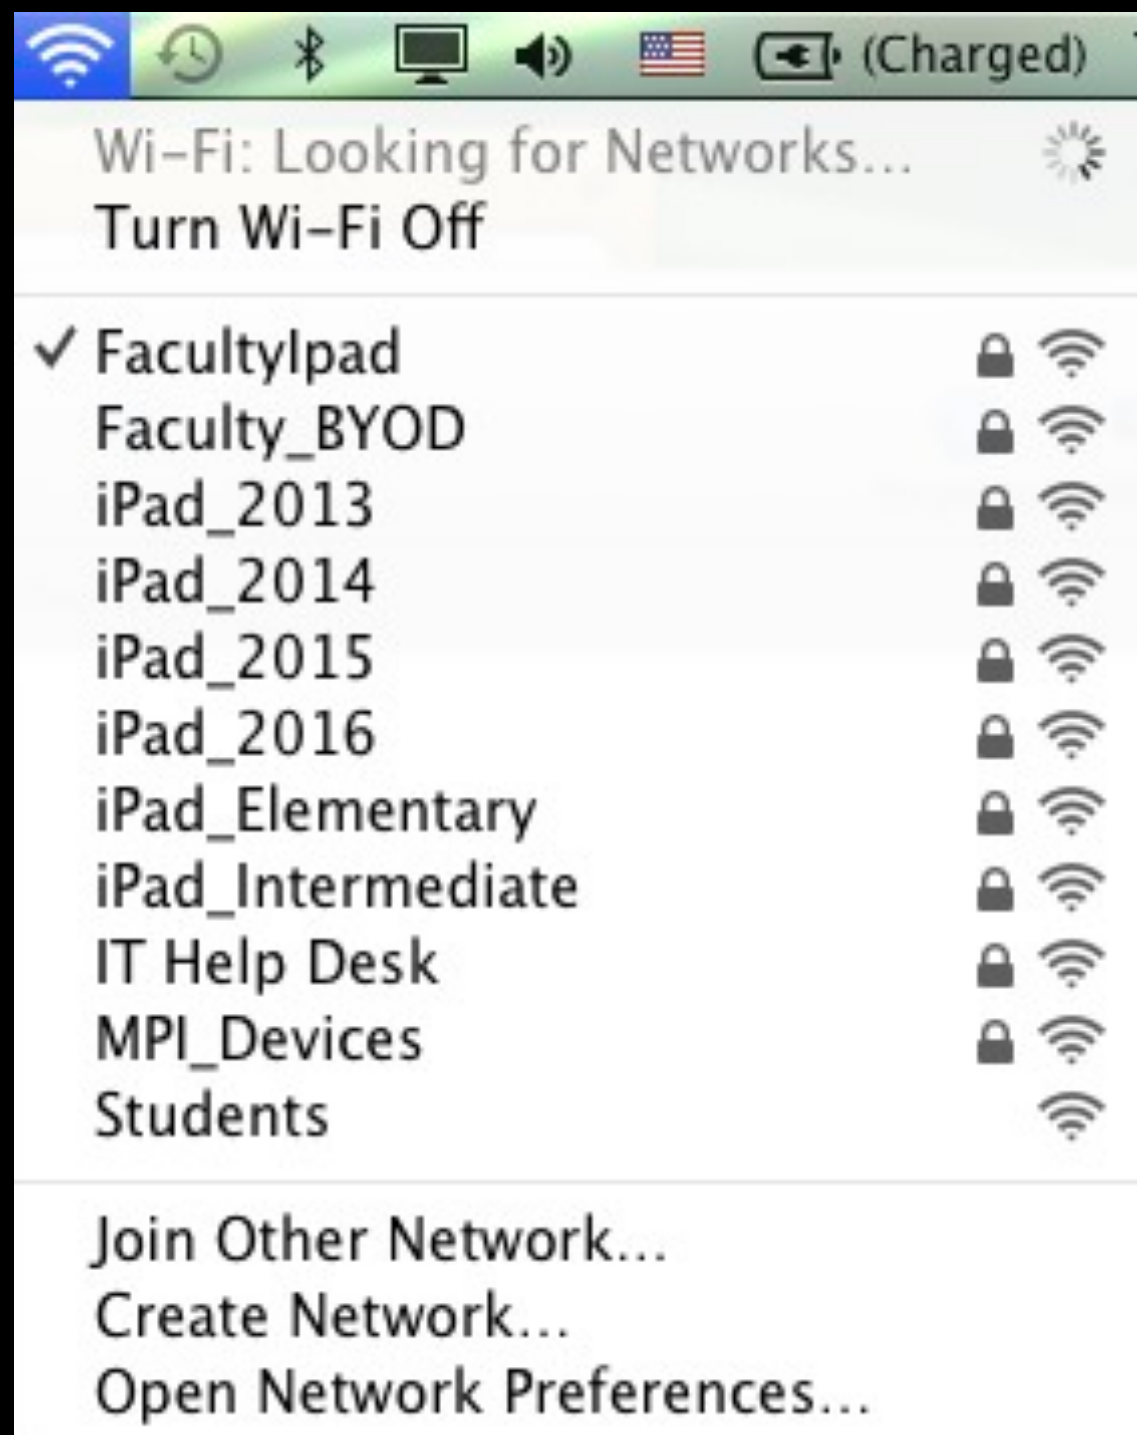 (Charged)
Wi-Fi: Looking for Networks...
Turn Wi-Fi Off
FacultyIpad
Faculty_BYOD
iPad_2013
iPad_2014
iPad_2015
iPad_2016
iPad_Elementary
iPad_Intermediate
IT Help Desk
MPI_Devices
Students
Join Other Network...
Create Network...
Open Network Preferences...